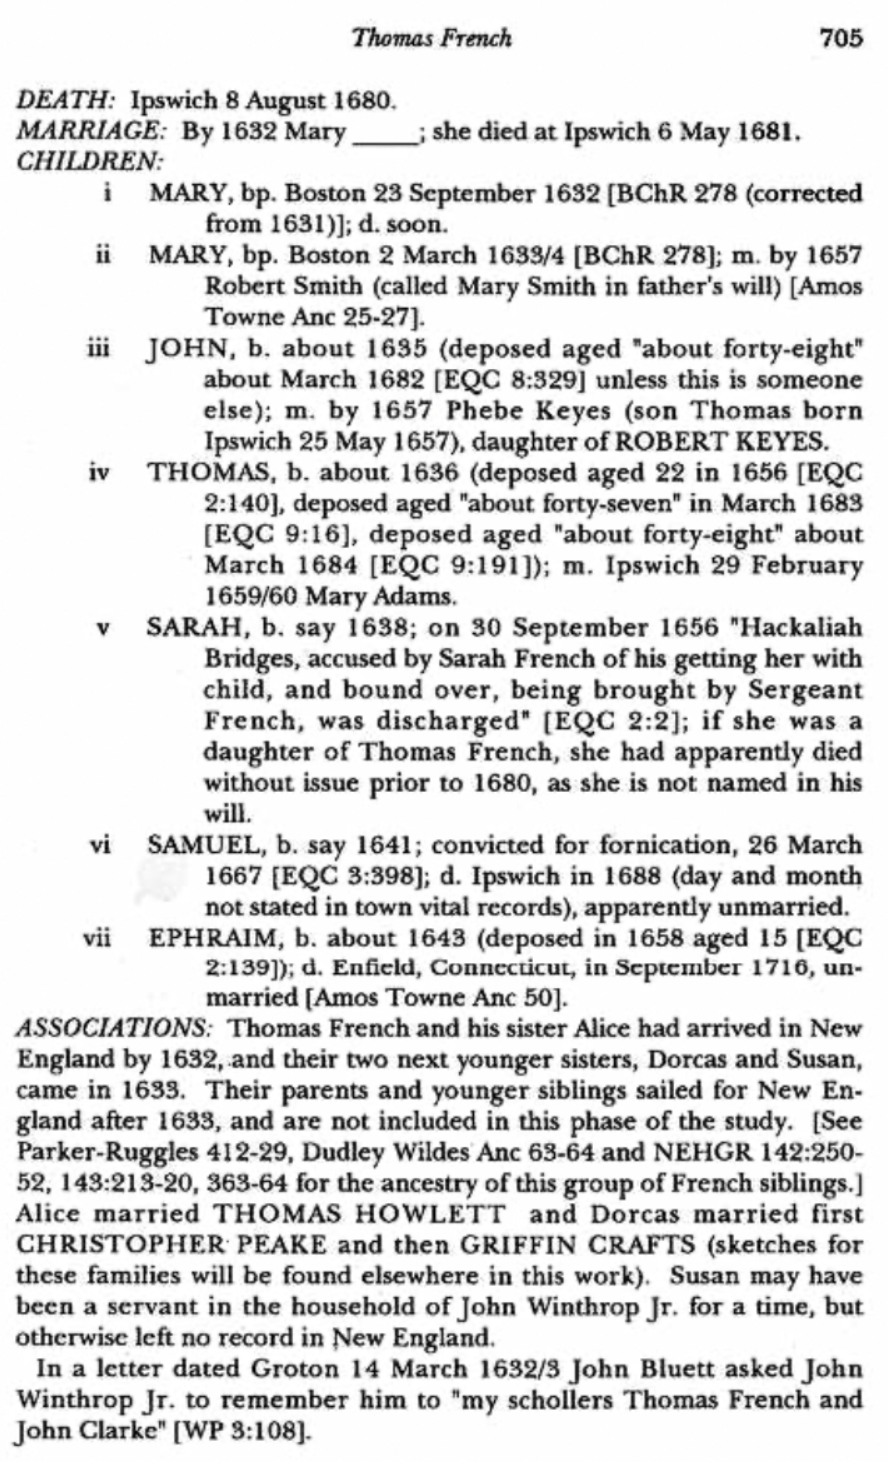 Thomas French 705
DEATH: Ipswich 8 August 1680.
MARRIAGE: By 1632 Mary _____; she died at Ipswich 6 May 1681.
CHILDREN:
i MARY, bp. Boston 23 September 1632 [BChR 278 (corrected
from 1631)]; d. soon.
ii MARY, bp. Boston 2 March 1633/4 [BChR 278]; m. by 1657
Robert Smith (called Mary Smith in father's will) [Amos
Towne Anc 25-27].
iii JOHN, b. about 1635 (deposed aged "about forty-eight"
about March 1682 [EQC 8:329] unless this is someone
else); m. by 1657 Phebe Keyes (son Thomas born
Ipswich 25 May 1657), daughter of ROBERT KEYES.
iv THOMAS, b. about 1636 (deposed aged 22 in 1656 [EQC
2:140], deposed aged "about forty-seven" in March 1683
[EQC 9:16], deposed aged "about forty-eight" about
March 1684 [EQC 9:191]); m. Ipswich 29 February
1659/60 Mary Adams.
v SARAH, b. say 1638; on 30 September 1656 "Hackaliah
Bridges, accused by Sarah French of his getting her with
child, and bound over, being brought by Sergeant
French, was discharged" [EQC 2:2]; if she was a
daughter of Thomas French, she had apparently died
without issue prior to 1680, as she is not named in his
will.
vi SAMUEL, b. say 1641; convicted for fornication, 26 March
1667 [EQC 3:398]; d. Ipswich in 1688 (day and month
not stated in town vital records), apparently unmarried.
vii EPHRAIM, b. about 1643 (deposed in 1658 aged 15 [EQC
2:139]); d. Enfield, Connecticut, in September 1716, un-
married [Amos Towne Anc 50].
ASSOCIATIONS: Thomas French and his sister Alice had arrived in New
England by 1632, and their two next younger sisters, Dorcas and Susan,
came in 1633. Their parents and younger siblings sailed for New En-
gland after 1633, and are not included in this phase of the study. [See
Parker-Ruggles 412-29, Dudley Wildes Anc 63-64 and NEHGR 142:250-
52, 143:213-20, 363-64 for the ancestry of this group of French siblings.]
Alice married THOMAS HOWLETT and Dorcas married first
CHRISTOPHER PEAKE and then GRIFFIN CRAFTS (sketches for
these families will be found elsewhere in this work). Susan may have
been a servant in the household of John Winthrop Jr. for a time, but
otherwise left no record in New England.
In a letter dated Groton 14 March 1632/3 John Bluett asked John
Winthrop Jr. to remember him to "my schollers Thomas French and
John Clarke" [WP 3:108].